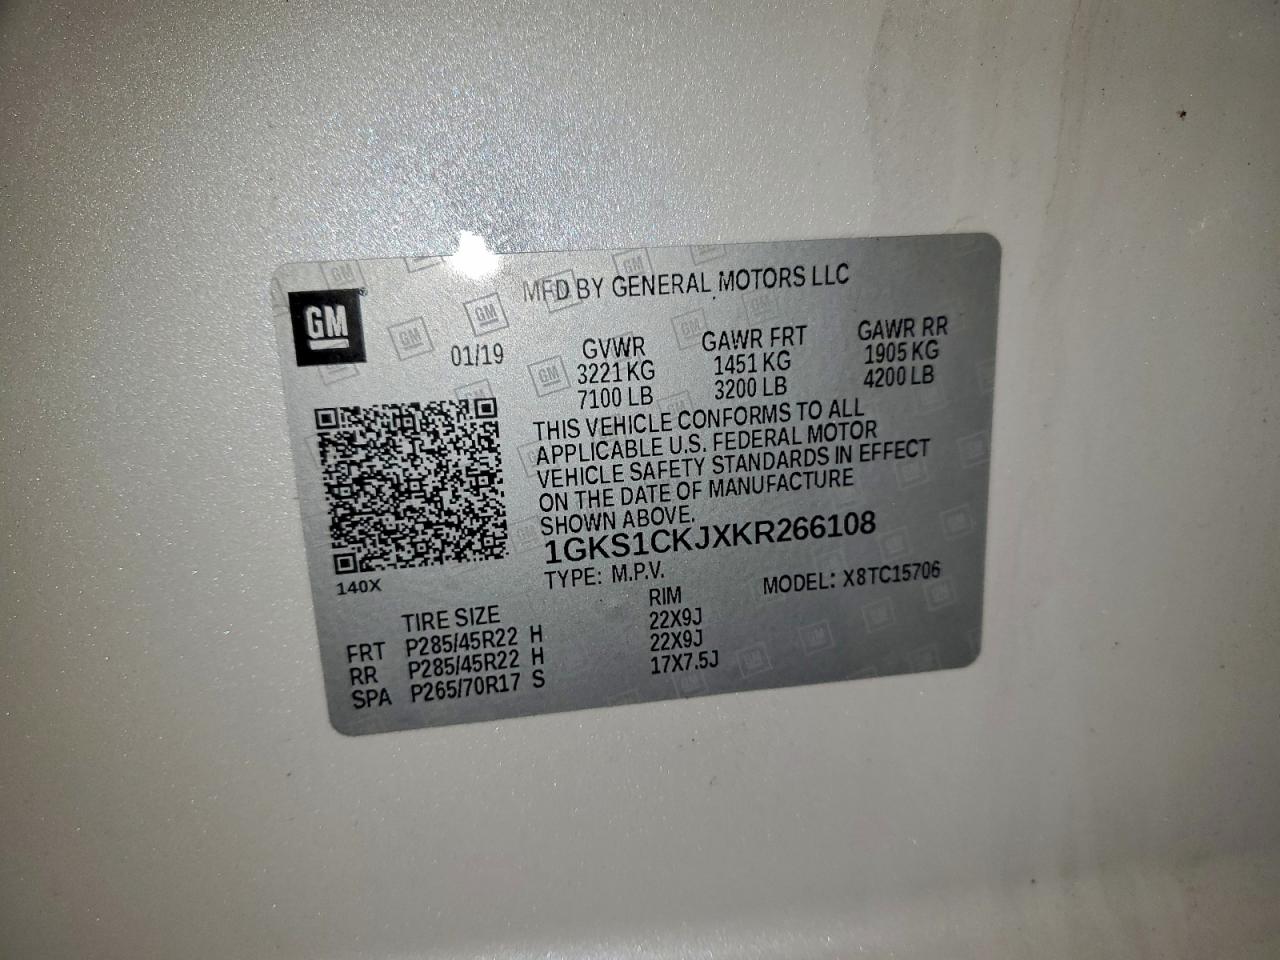 GM
MFD BY GENERAL MOTORS LLC
01/19
GVWR GAWR FRT GAWR RR
3221 KG 1451 KG 1905 KG
7100 LB 3200 LB 4200 LB
THIS VEHICLE CONFORMS TO ALL
APPLICABLE U.S. FEDERAL MOTOR
VEHICLE SAFETY STANDARDS IN EFFECT
ON THE DATE OF MANUFACTURE
SHOWN ABOVE.
1GKS1CKJXKR266108
140X
TYPE: M.P.V. MODEL: X8TC15706
TIRE SIZE RIM
FRT P285/45R22 H 22X9J
RR P285/45R22 H 22X9J
SPA P265/70R17 S 17X7.5J